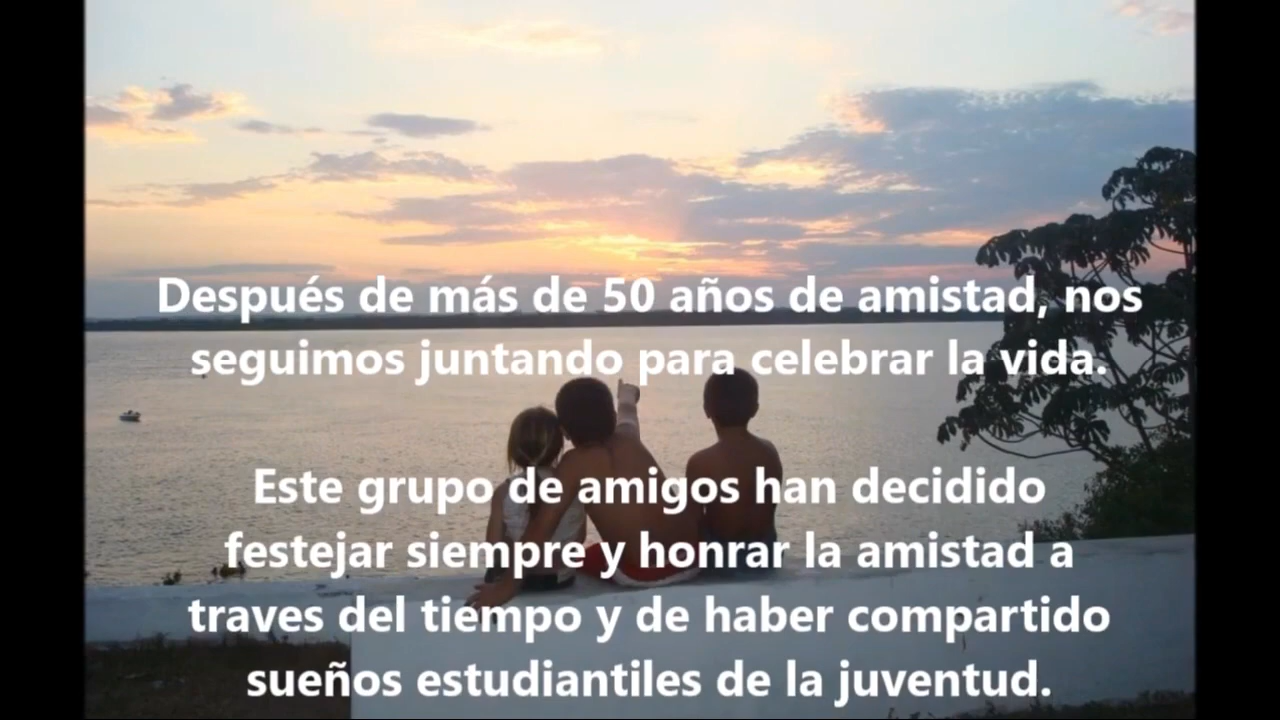 Después de más de 50 años de amistad, nos
seguimos juntando para celebrar la vida.
Este grupo de amigos han decidido
festejar siempre y honrar la amistad a
traves del tiempo y de haber compartido
sueños estudiantiles de la juventud.